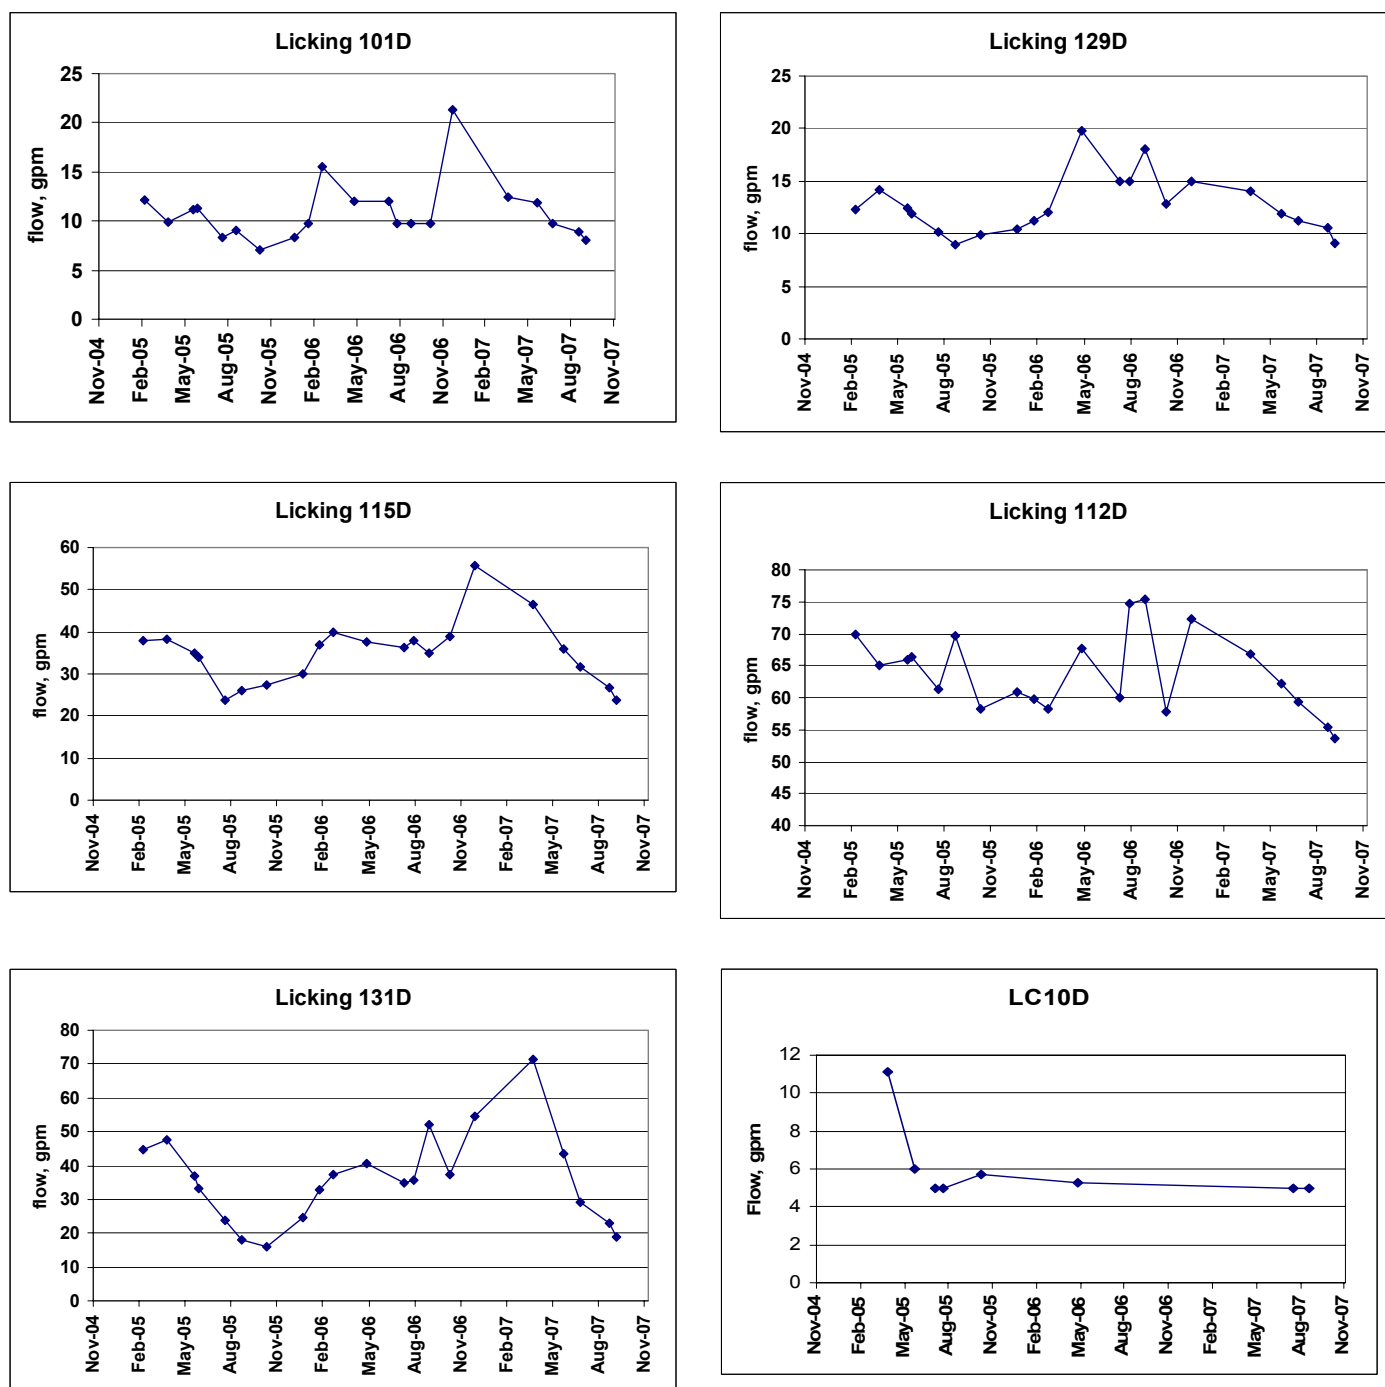 Licking 101D
flow, gpm
25
20
15
10
5
0
Nov-04 Feb-05 May-05 Aug-05 Nov-05 Feb-06 May-06 Aug-06 Nov-06 Feb-07 May-07 Aug-07 Nov-07
Licking 129D
flow, gpm
25
20
15
10
5
0
Nov-04 Feb-05 May-05 Aug-05 Nov-05 Feb-06 May-06 Aug-06 Nov-06 Feb-07 May-07 Aug-07 Nov-07
Licking 115D
flow, gpm
60
50
40
30
20
10
0
Nov-04 Feb-05 May-05 Aug-05 Nov-05 Feb-06 May-06 Aug-06 Nov-06 Feb-07 May-07 Aug-07 Nov-07
Licking 112D
flow, gpm
80
75
70
65
60
55
50
45
40
Nov-04 Feb-05 May-05 Aug-05 Nov-05 Feb-06 May-06 Aug-06 Nov-06 Feb-07 May-07 Aug-07 Nov-07
Licking 131D
flow, gpm
80
70
60
50
40
30
20
10
0
Nov-04 Feb-05 May-05 Aug-05 Nov-05 Feb-06 May-06 Aug-06 Nov-06 Feb-07 May-07 Aug-07 Nov-07
LC10D
Flow, gpm
12
10
8
6
4
2
0
Nov-04 Feb-05 May-05 Aug-05 Nov-05 Feb-06 May-06 Aug-06 Nov-06 Feb-07 May-07 Aug-07 Nov-07